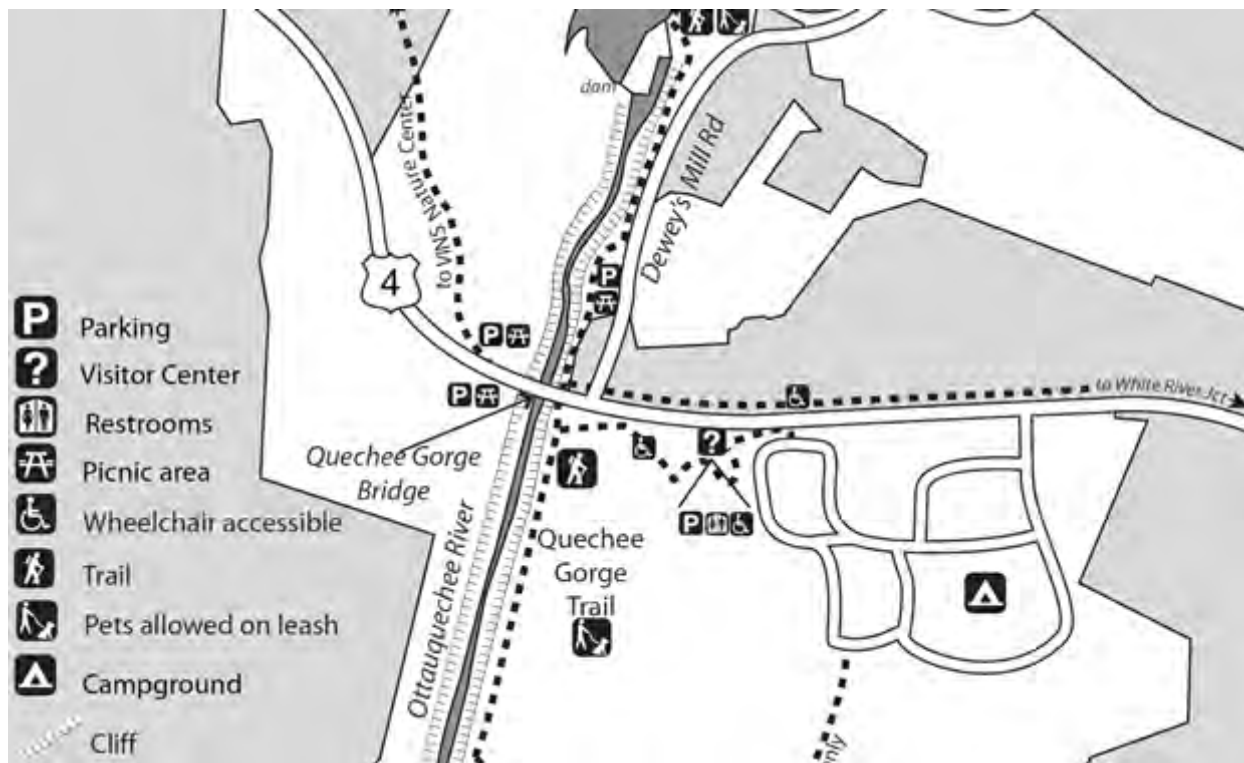 dam
to VINS Nature Center
Dewey's Mill Rd
4
P
P
P
to White River Jct
Quechee Gorge
Bridge
?
P
Ottauquechee River
Quechee
Gorge
Trail
nly
P Parking
? Visitor Center
Restrooms
Picnic area
Wheelchair accessible
Trail
Pets allowed on leash
Campground
Cliff